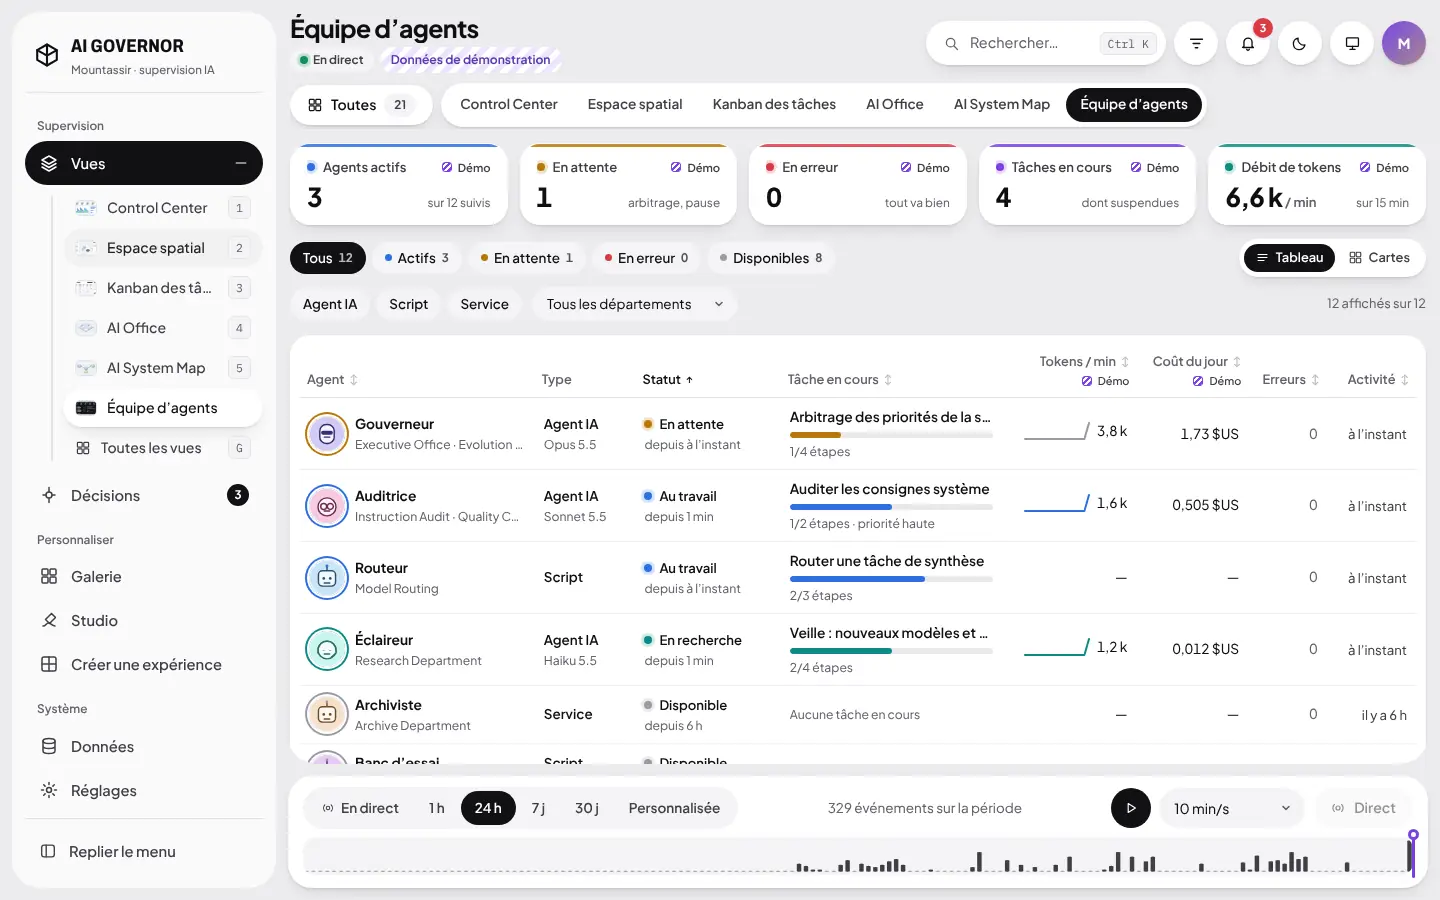 AI GOVERNOR
Mountassir · supervision IA
Supervision
Vues
Control Center 1
Espace spatial 2
Kanban des tâ... 3
AI Office 4
AI System Map 5
Équipe d’agents
Toutes les vues G
Décisions 3
Personnaliser
Galerie
Studio
Créer une expérience
Système
Données
Réglages
Replier le menu
Équipe d’agents
En direct Données de démonstration
Rechercher... Ctrl K
3
M
Toutes 21
Control Center Espace spatial Kanban des tâches AI Office AI System Map Équipe d’agents
Agents actifs Démo
3 sur 12 suivis
En attente Démo
1 arbitrage, pause
En erreur Démo
0 tout va bien
Tâches en cours Démo
4 dont suspendues
Débit de tokens Démo
6,6 k / min sur 15 min
Tous 12 Actifs 3 En attente 1 En erreur 0 Disponibles 8
Tableau Cartes
Agent IA Script Service Tous les départements
12 affichés sur 12
Agent Type Statut Tâche en cours Tokens / min Démo Coût du jour Démo Erreurs Activité
Gouverneur Agent IA En attente Arbitrage des priorités de la s... 3,8 k 1,73 $US 0 à l’instant
Executive Office · Evolution ... Opus 5.5 depuis à l’instant 1/4 étapes
Auditrice Agent IA Au travail Auditer les consignes système 1,6 k 0,505 $US 0 à l’instant
Instruction Audit · Quality C... Sonnet 5.5 depuis 1 min 1/2 étapes · priorité haute
Routeur Script Au travail Router une tâche de synthèse — — 0 à l’instant
Model Routing depuis à l’instant 2/3 étapes
Éclaireur Agent IA En recherche Veille : nouveaux modèles et ... 1,2 k 0,012 $US 0 à l’instant
Research Department Haiku 5.5 depuis 1 min 2/4 étapes
Archiviste Service Disponible Aucune tâche en cours — — 0 il y a 6 h
Archive Department depuis 6 h
Banc d’essai Script Disponible
En direct 1 h 24 h 7 j 30 j Personnalisée
329 événements sur la période
10 min/s Direct